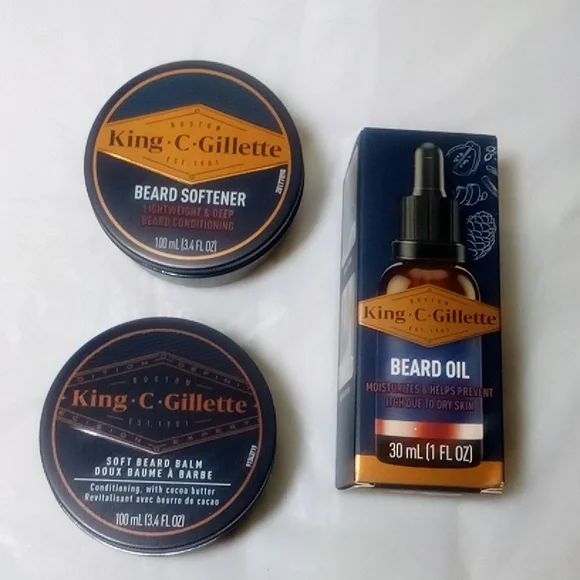 BOSTON
King·C·Gillette
EST. 1901
BEARD SOFTENER
LIGHTWEIGHT & DEEP
BEARD CONDITIONING
100 mL (3.4 FL OZ)
BOSTON
King·C·Gillette
EST. 1901
BEARD OIL
MOISTURIZES & HELPS PREVENT
ITCH DUE TO DRY SKIN
30 mL (1 FL OZ)
BOSTON
King·C·Gillette
EST. 1901
SOFT BEARD BALM
DOUX BAUME À BARBE
Conditioning, with cocoa butter
Revitalisant avec beurre de cacao
100 mL (3.4 FL OZ)